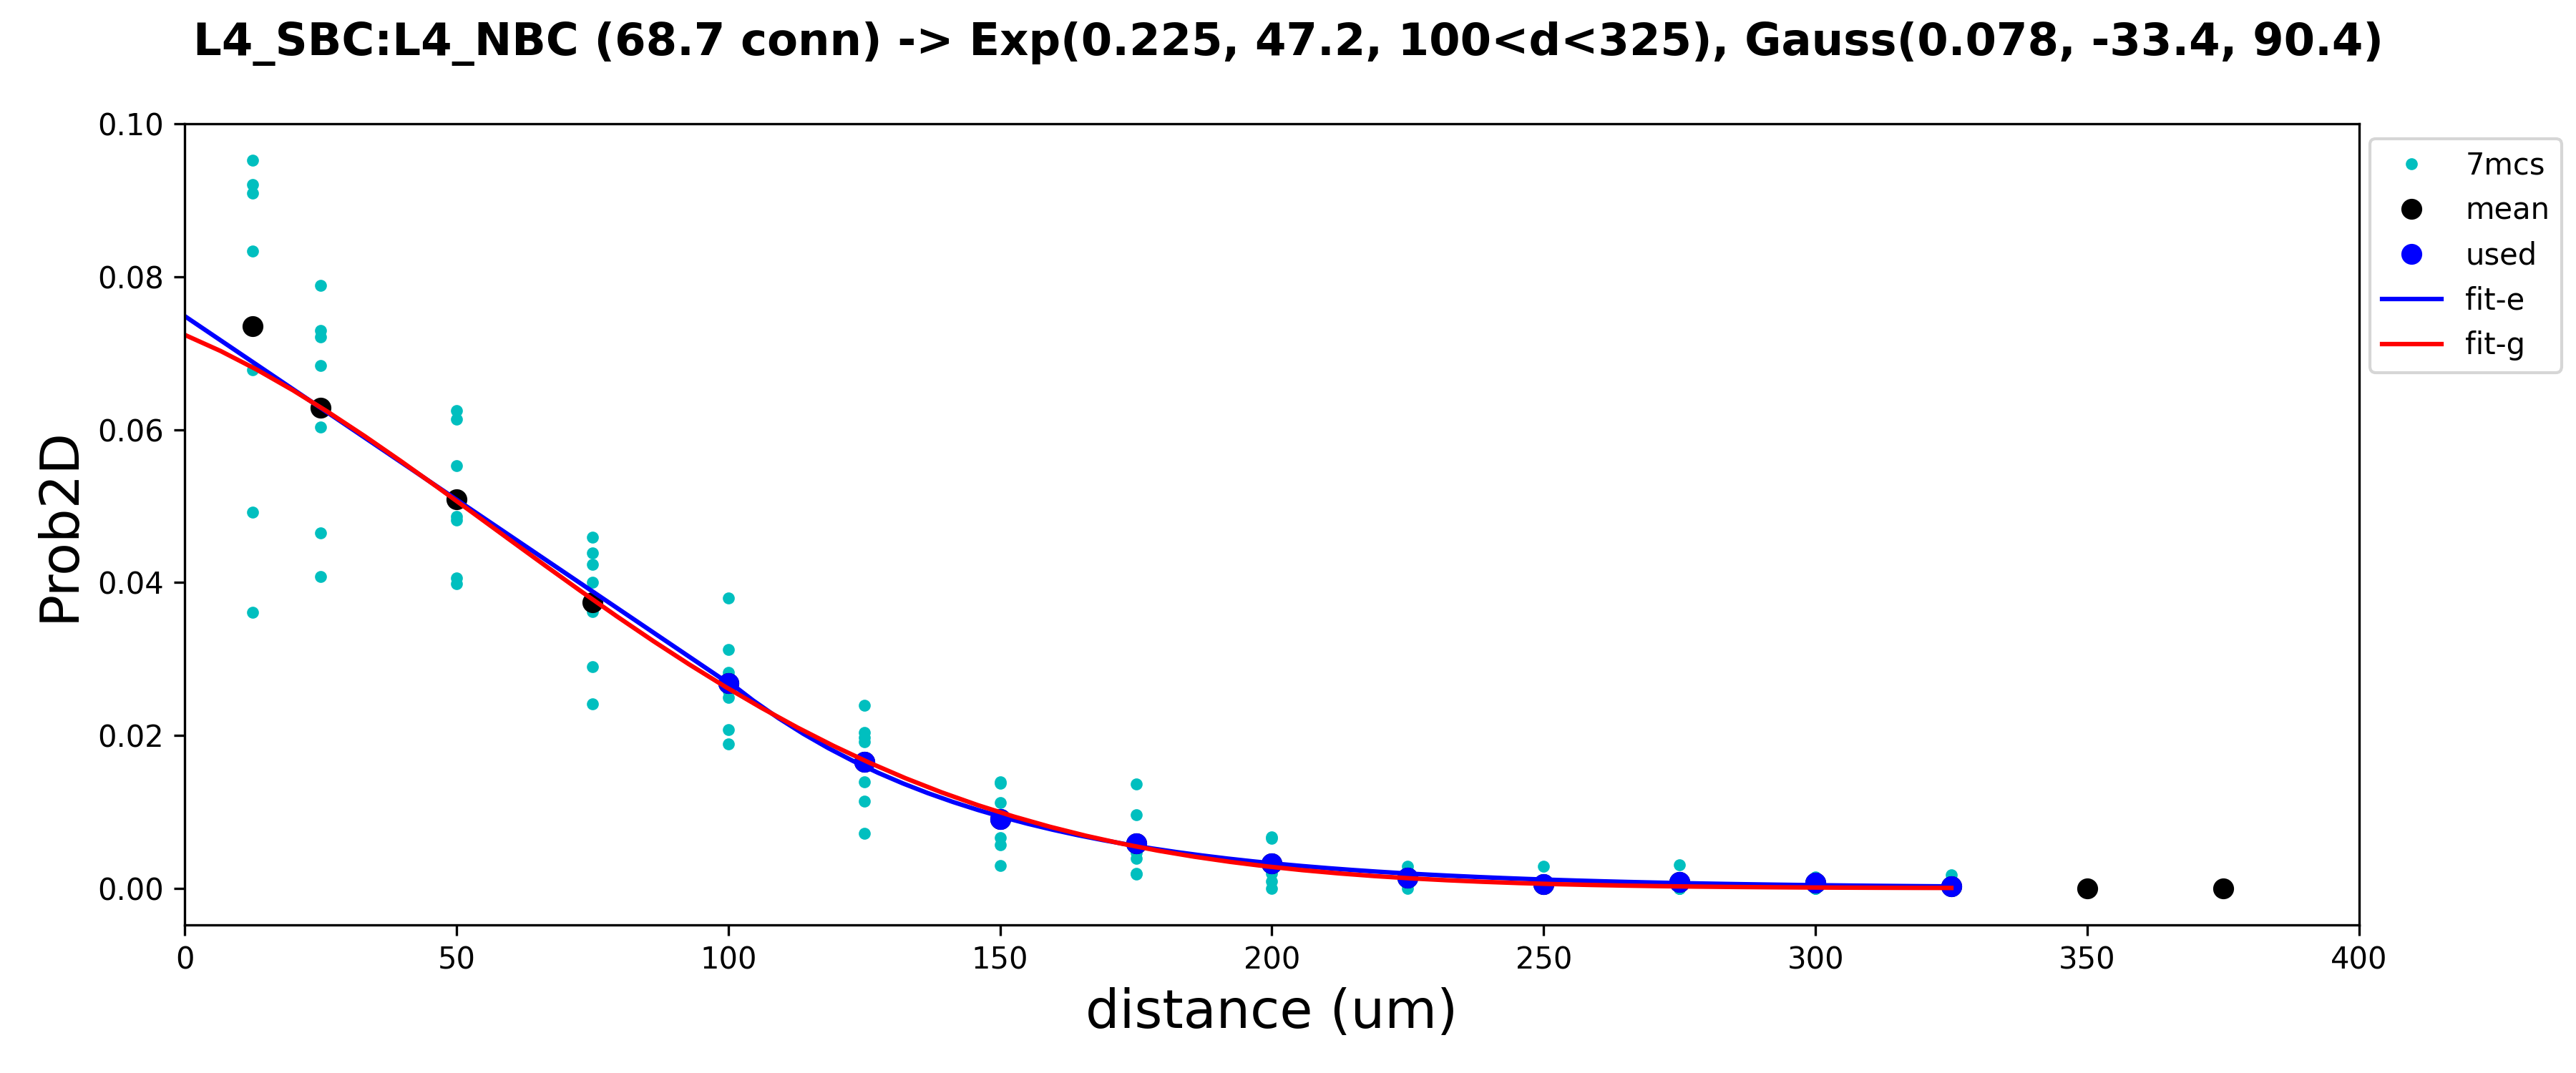 L4_SBC:L4_NBC (68.7 conn) -> Exp(0.225, 47.2, 100<d<325), Gauss(0.078, -33.4, 90.4)
0.10
0.08
0.06
0.04
0.02
0.00
Prob2D
0 50 100 150 200 250 300 350 400
distance (um)
7mcs
mean
used
fit-e
fit-g